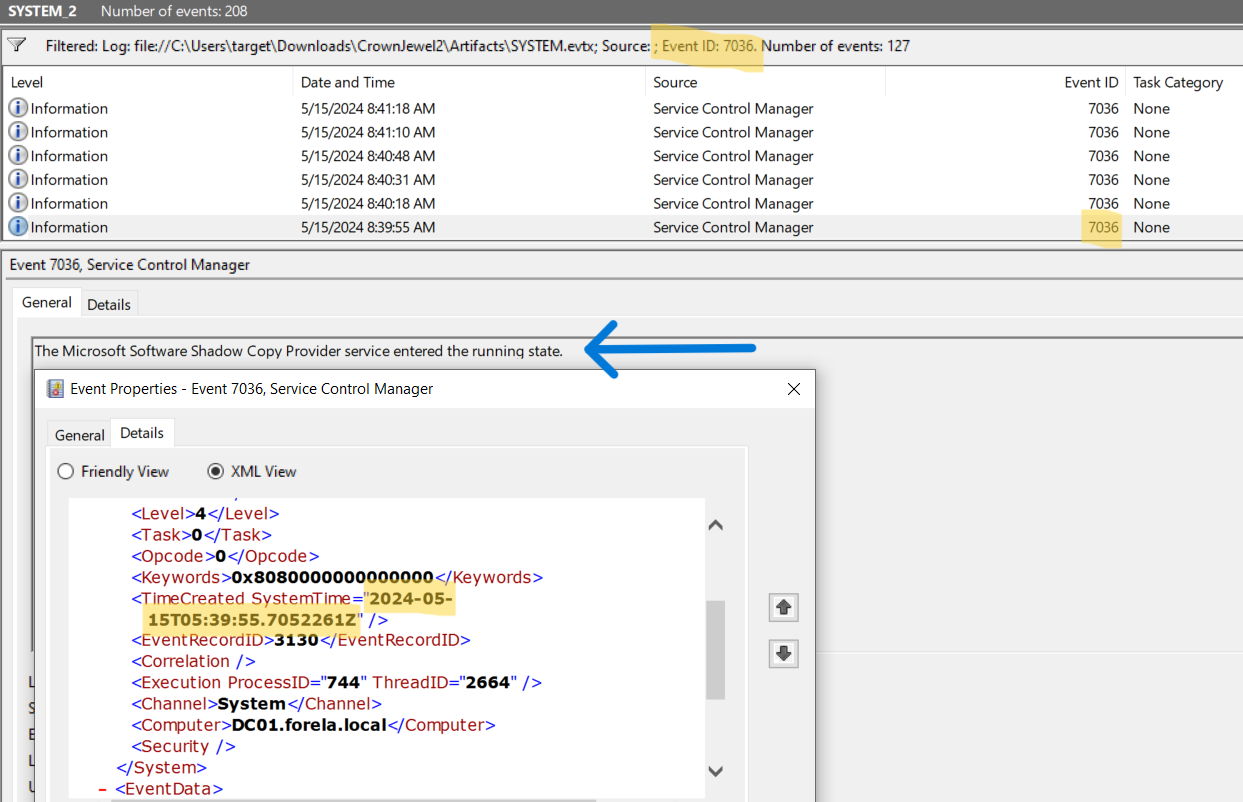 SYSTEM_2 Number of events: 208
Filtered: Log: file://C:\Users\target\Downloads\CrownJewel2\Artifacts\SYSTEM.evtx; Source: ; Event ID: 7036. Number of events: 127
Level Date and Time Source Event ID Task Category
Information 5/15/2024 8:41:18 AM Service Control Manager 7036 None
Information 5/15/2024 8:41:10 AM Service Control Manager 7036 None
Information 5/15/2024 8:40:48 AM Service Control Manager 7036 None
Information 5/15/2024 8:40:31 AM Service Control Manager 7036 None
Information 5/15/2024 8:40:18 AM Service Control Manager 7036 None
Information 5/15/2024 8:39:55 AM Service Control Manager 7036 None
Event 7036, Service Control Manager
General Details
The Microsoft Software Shadow Copy Provider service entered the running state.
Event Properties - Event 7036, Service Control Manager
General Details
Friendly View XML View
<Level>4</Level>
<Task>0</Task>
<Opcode>0</Opcode>
<Keywords>0x8080000000000000</Keywords>
<TimeCreated SystemTime="2024-05-
15T05:39:55.7052261Z" />
<EventRecordID>3130</EventRecordID>
<Correlation />
<Execution ProcessID="744" ThreadID="2664" />
<Channel>System</Channel>
<Computer>DC01.forela.local</Computer>
<Security />
</System>
- <EventData>